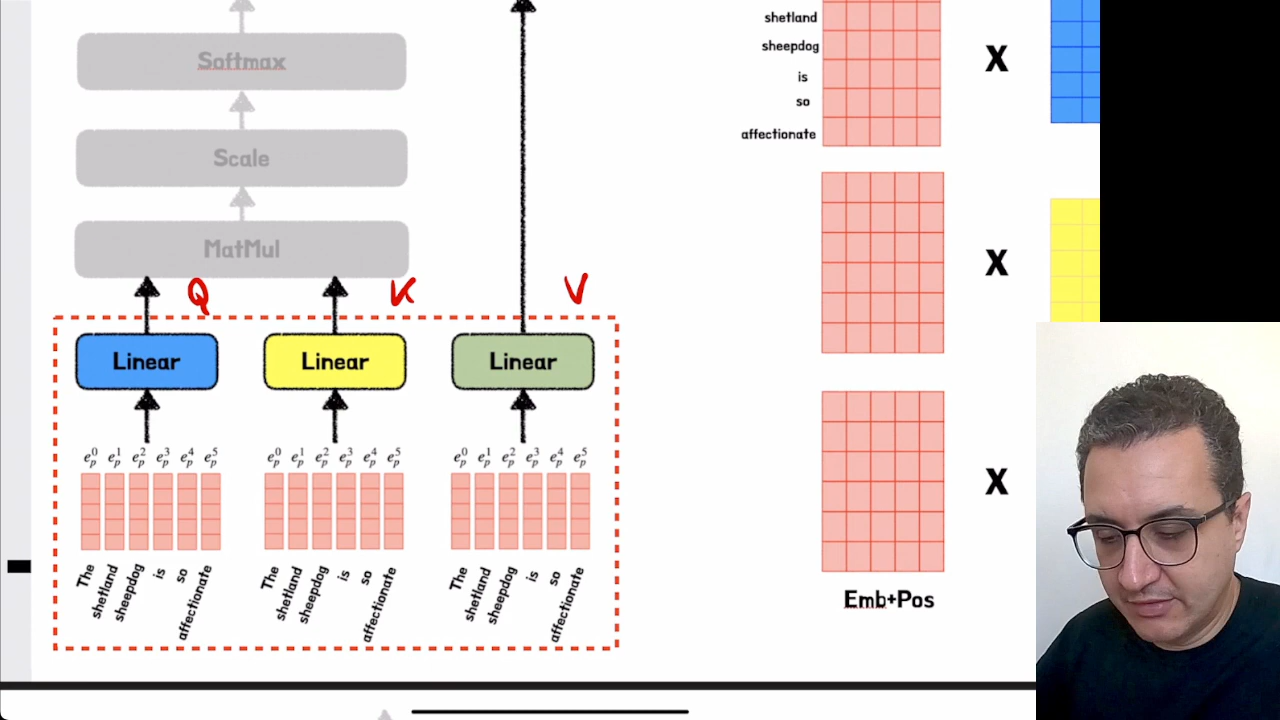 Softmax
Scale
MatMul
Q K V
Linear Linear Linear
e_p^0 e_p^1 e_p^2 e_p^3 e_p^4 e_p^5 e_p^0 e_p^1 e_p^2 e_p^3 e_p^4 e_p^5 e_p^0 e_p^1 e_p^2 e_p^3 e_p^4 e_p^5
The shetland sheepdog is so affectionate
The shetland sheepdog is so affectionate
The shetland sheepdog is so affectionate
shetland
sheepdog
is
so
affectionate
X
X
X
Emb+Pos